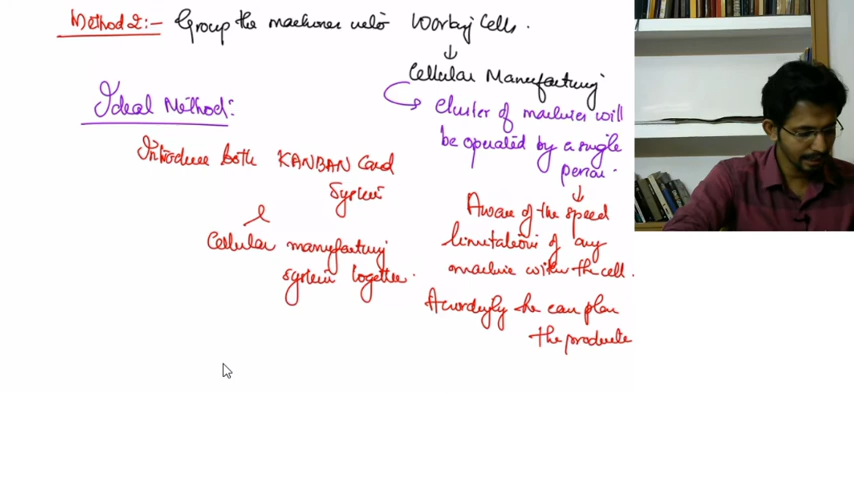 Method 2:- Group the machines into Working Cells.
Cellular Manufacturing
cluster of machines will
be operated by a single
person.
Aware of the speed
limitations of any
machine within the cell.
Accordingly he can plan
the products
Ideal Method:
Introduce both KANBAN Card
System
&
Cellular manufacturing
system together.